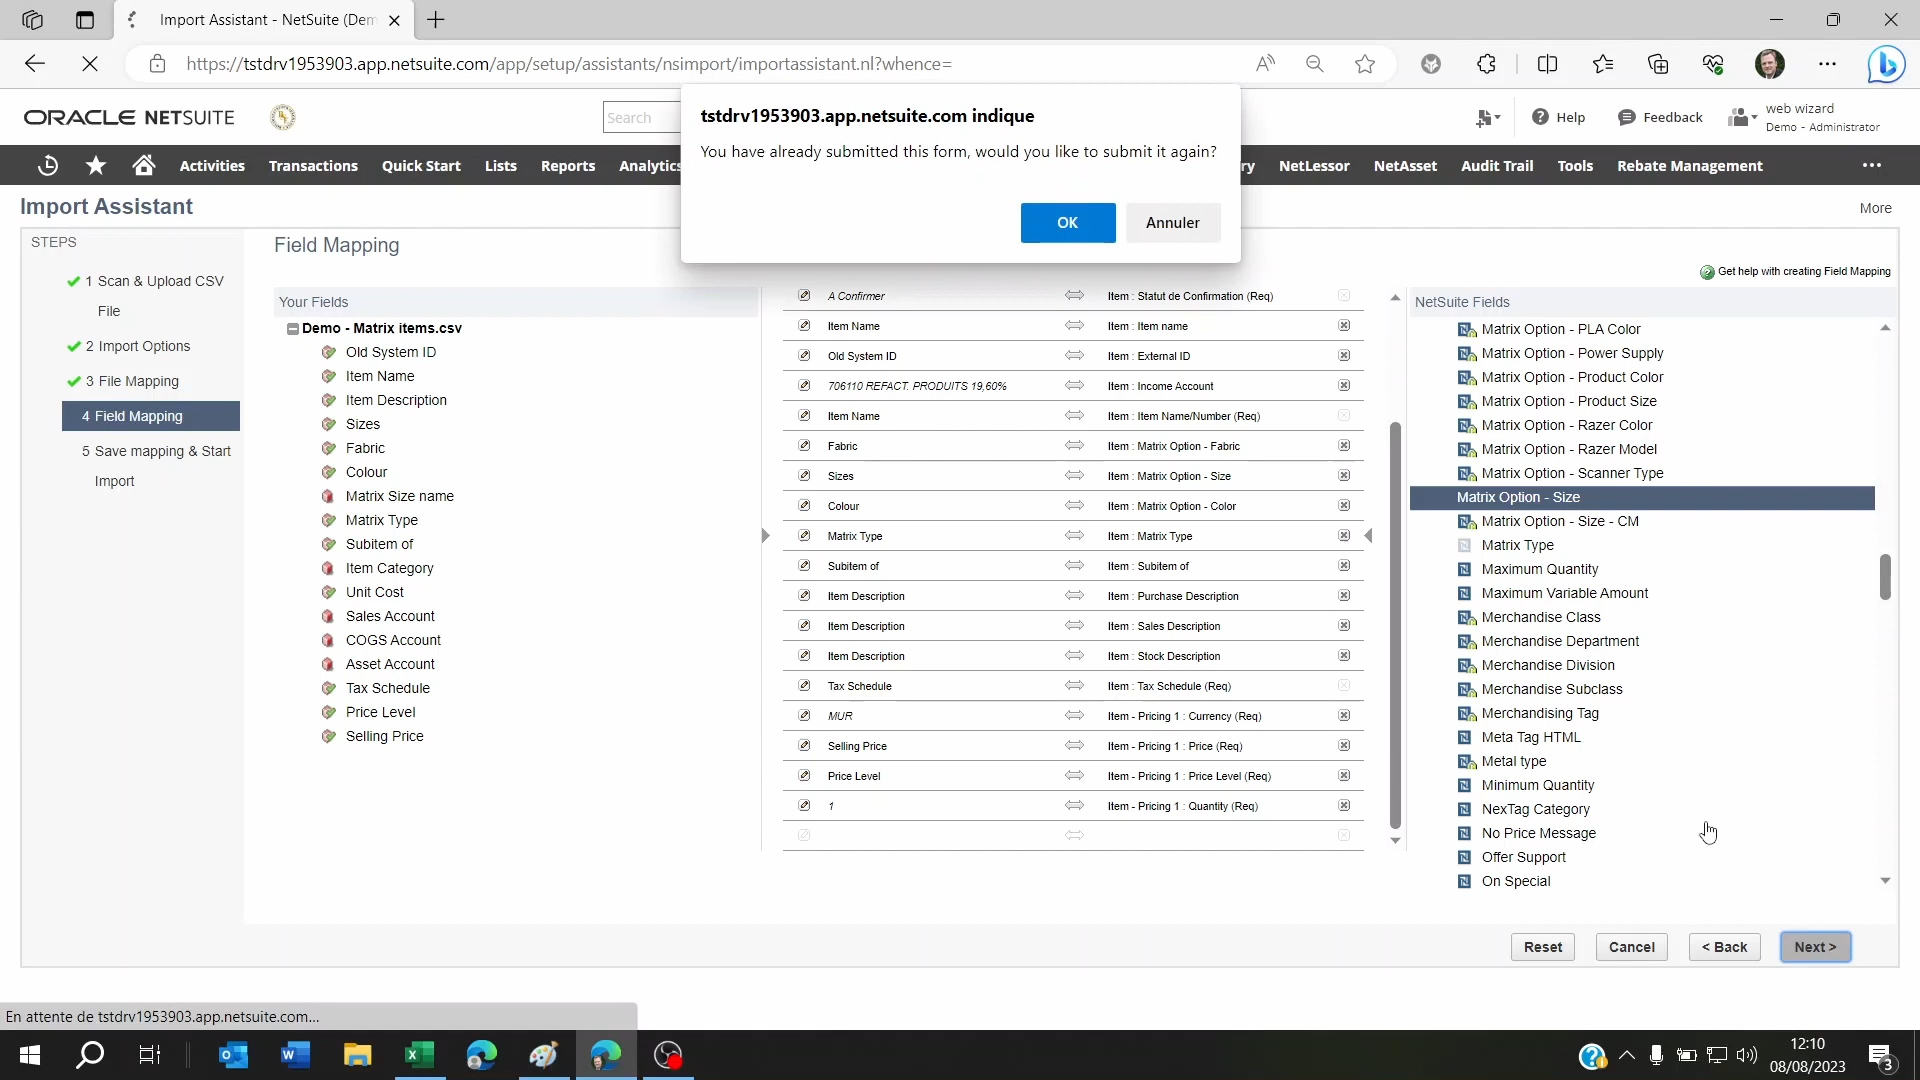 Import Assistant - NetSuite (Dem
https://tstdrv1953903.app.netsuite.com/app/setup/assistants/nsimport/importassistant.nl?whence=
ORACLE NETSUITE
Search
Help
Feedback
web wizard
Demo - Administrator
tstdrv1953903.app.netsuite.com indique
You have already submitted this form, would you like to submit it again?
OK
Annuler
Activities
Transactions
Quick Start
Lists
Reports
Analytics
ry
NetLessor
NetAsset
Audit Trail
Tools
Rebate Management
Import Assistant
More
STEPS
1 Scan & Upload CSV
File
2 Import Options
3 File Mapping
4 Field Mapping
5 Save mapping & Start
Import
Field Mapping
Get help with creating Field Mapping
Your Fields
Demo - Matrix items.csv
Old System ID
Item Name
Item Description
Sizes
Fabric
Colour
Matrix Size name
Matrix Type
Subitem of
Item Category
Unit Cost
Sales Account
COGS Account
Asset Account
Tax Schedule
Price Level
Selling Price
A Confirmer Item : Statut de Confirmation (Req)
Item Name Item : Item name
Old System ID Item : External ID
706110 REFACT. PRODUITS 19,60% Item : Income Account
Item Name Item : Item Name/Number (Req)
Fabric Item : Matrix Option - Fabric
Sizes Item : Matrix Option - Size
Colour Item : Matrix Option - Color
Matrix Type Item : Matrix Type
Subitem of Item : Subitem of
Item Description Item : Purchase Description
Item Description Item : Sales Description
Item Description Item : Stock Description
Tax Schedule Item : Tax Schedule (Req)
MUR Item - Pricing 1 : Currency (Req)
Selling Price Item - Pricing 1 : Price (Req)
Price Level Item - Pricing 1 : Price Level (Req)
1 Item - Pricing 1 : Quantity (Req)
NetSuite Fields
Matrix Option - PLA Color
Matrix Option - Power Supply
Matrix Option - Product Color
Matrix Option - Product Size
Matrix Option - Razer Color
Matrix Option - Razer Model
Matrix Option - Scanner Type
Matrix Option - Size
Matrix Option - Size - CM
Matrix Type
Maximum Quantity
Maximum Variable Amount
Merchandise Class
Merchandise Department
Merchandise Division
Merchandise Subclass
Merchandising Tag
Meta Tag HTML
Metal type
Minimum Quantity
NexTag Category
No Price Message
Offer Support
On Special
Reset
Cancel
< Back
Next >
En attente de tstdrv1953903.app.netsuite.com...
12:10
08/08/2023
3